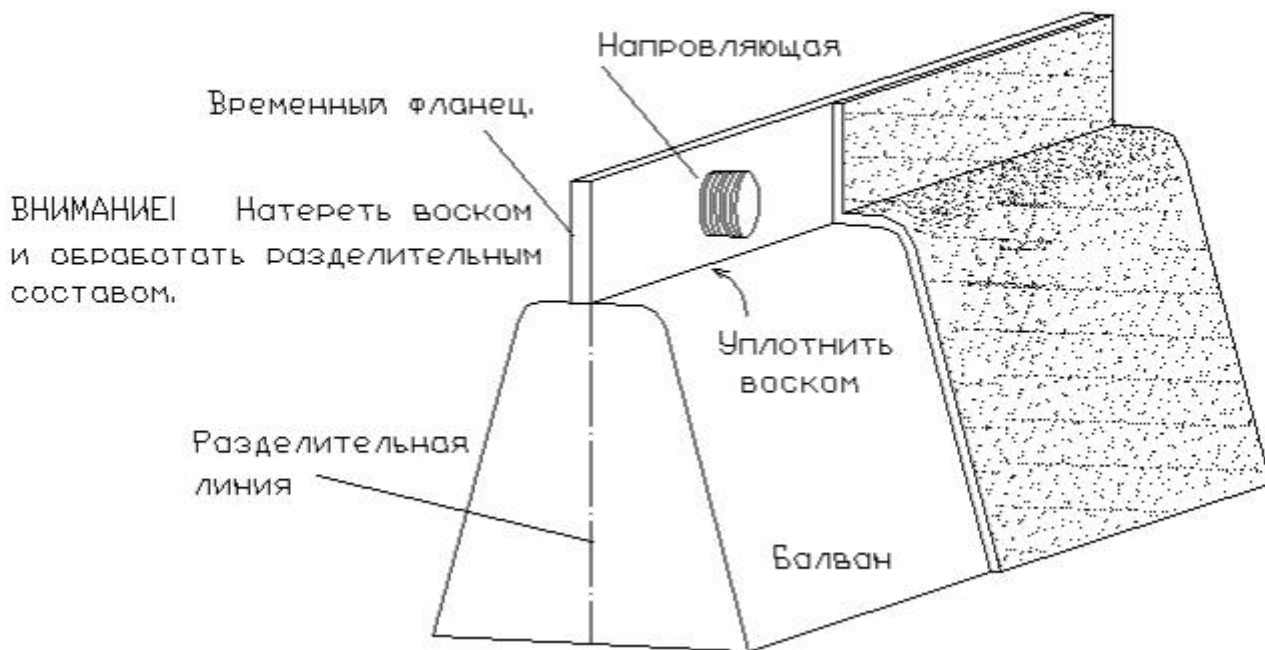 Напровляющая
Временный фланец.
ВНИМАНИЕ! Натереть воском
и обработать разделительным
составом.
Уплотнить
воском
Разделительная
линия
Балван